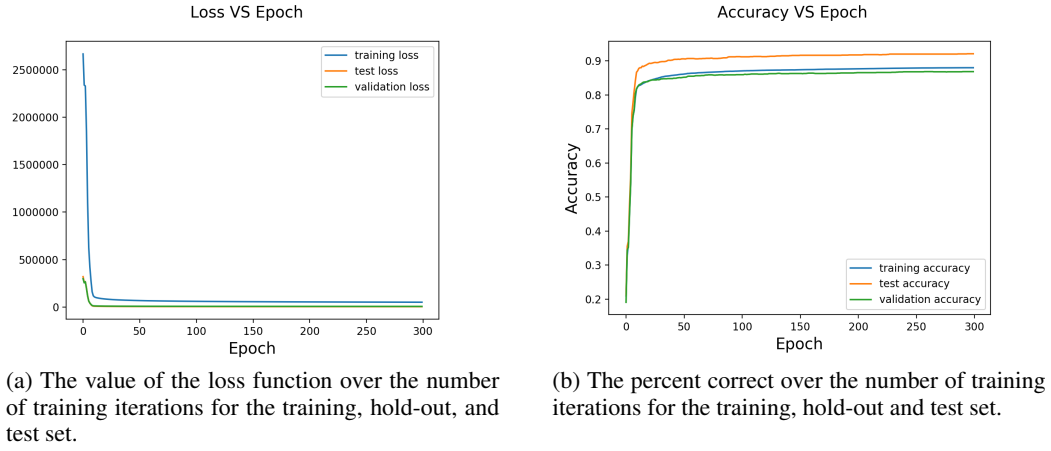 Loss VS Epoch
2500000
2000000
1500000
1000000
500000
0
0 50 100 150 200 250 300
Epoch
training loss
test loss
validation loss
(a) The value of the loss function over the number
of training iterations for the training, hold-out, and
test set.
Accuracy VS Epoch
Accuracy
0.9
0.8
0.7
0.6
0.5
0.4
0.3
0.2
0 50 100 150 200 250 300
Epoch
training accuracy
test accuracy
validation accuracy
(b) The percent correct over the number of training
iterations for the training, hold-out and test set.